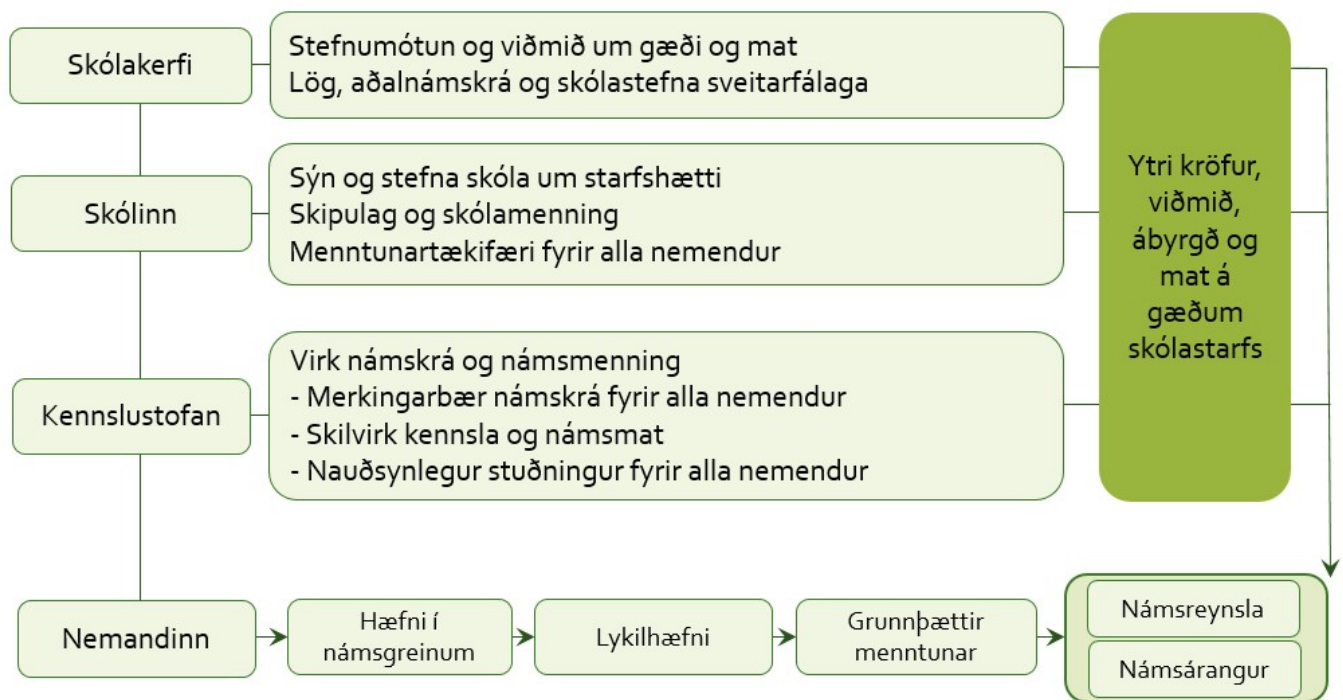 Skólakerfi
Stefnumótun og viðmið um gæði og mat
Lög, aðalnámskrá og skólastefna sveitarfálaga
Skólinn
Sýn og stefna skóla um starfshætti
Skipulag og skólamenning
Menntunartækifæri fyrir alla nemendur
Kennslustofan
Virk námskrá og námsmenning
- Merkingarbær námskrá fyrir alla nemendur
- Skilvirk kennsla og námsmat
- Nauðsynlegur stuðningur fyrir alla nemendur
Ytri kröfur,
viðmið,
ábyrgð og
mat á
gæðum
skólastarfs
Nemandinn
Hæfni í
námsgreinum
Lykilhæfni
Grunnþættir
menntunar
Námsreynsla
Námsárangur